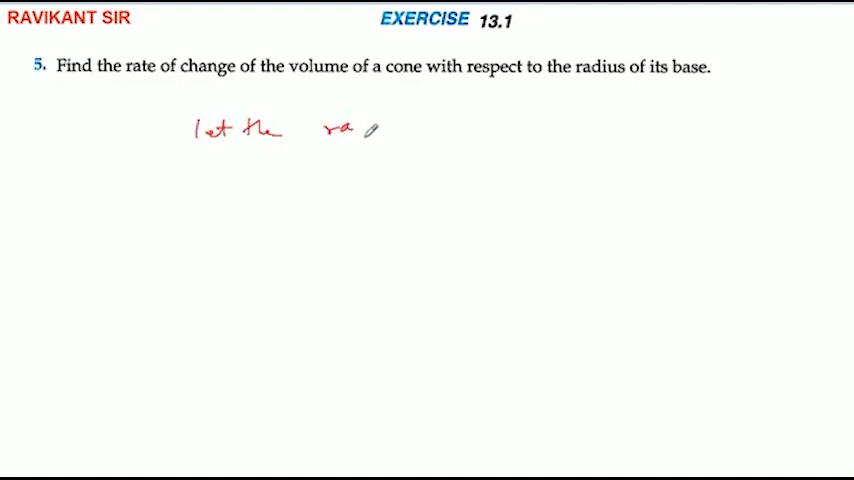 RAVIKANT SIR
EXERCISE 13.1
5. Find the rate of change of the volume of a cone with respect to the radius of its base.
let the ra